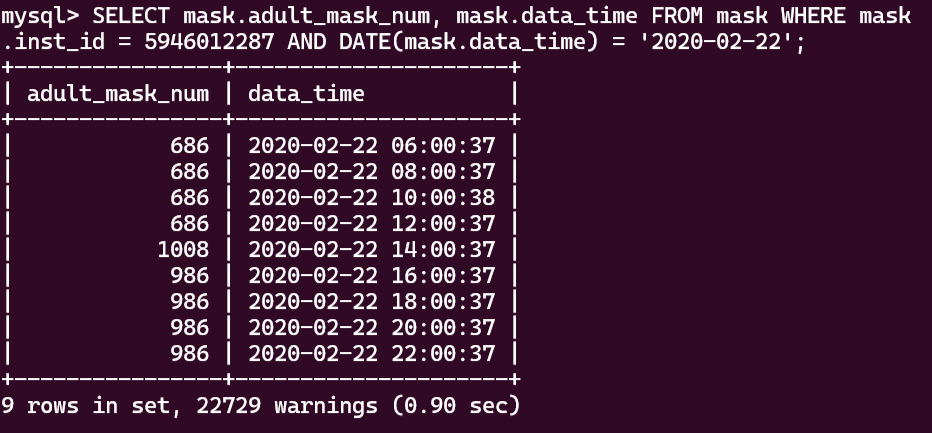 mysql> SELECT mask.adult_mask_num, mask.data_time FROM mask WHERE mask
.inst_id = 5946012287 AND DATE(mask.data_time) = '2020-02-22';
+----------------+---------------------+
| adult_mask_num | data_time           |
+----------------+---------------------+
|            686 | 2020-02-22 06:00:37 |
|            686 | 2020-02-22 08:00:37 |
|            686 | 2020-02-22 10:00:38 |
|            686 | 2020-02-22 12:00:37 |
|           1008 | 2020-02-22 14:00:37 |
|            986 | 2020-02-22 16:00:37 |
|            986 | 2020-02-22 18:00:37 |
|            986 | 2020-02-22 20:00:37 |
|            986 | 2020-02-22 22:00:37 |
+----------------+---------------------+
9 rows in set, 22729 warnings (0.90 sec)